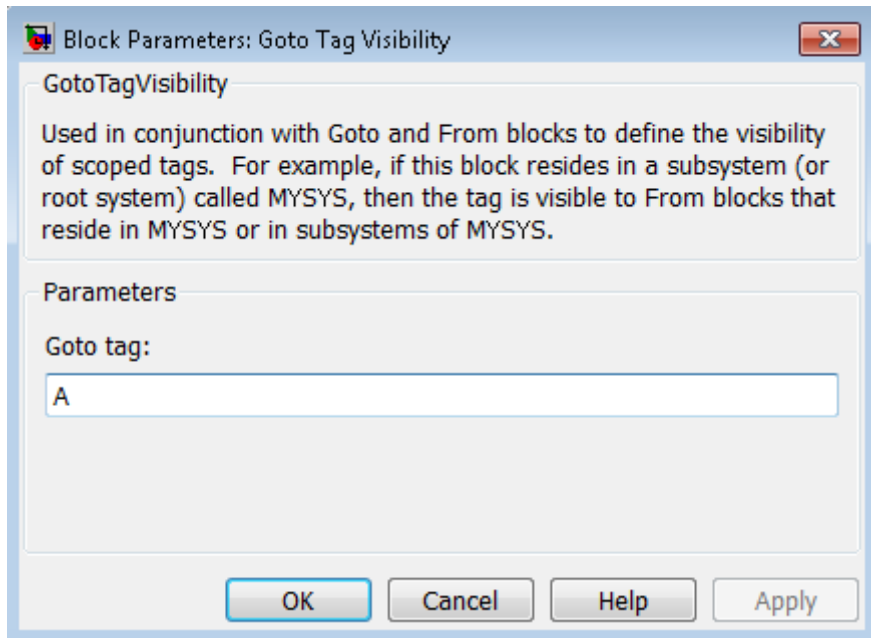 Block Parameters: Goto Tag Visibility
GotoTagVisibility
Used in conjunction with Goto and From blocks to define the visibility
of scoped tags.  For example, if this block resides in a subsystem (or
root system) called MYSYS, then the tag is visible to From blocks that
reside in MYSYS or in subsystems of MYSYS.
Parameters
Goto tag:
A
OK Cancel Help Apply